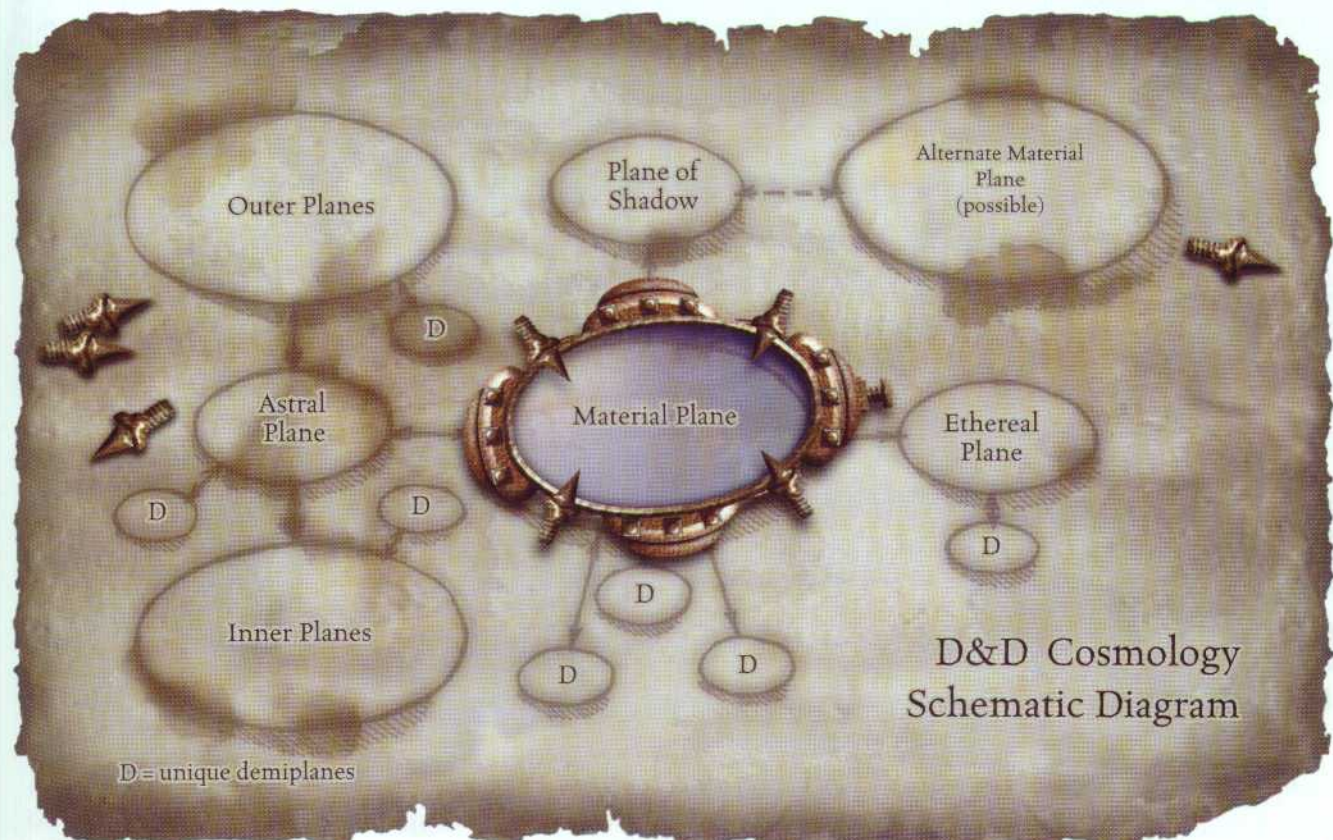 Outer Planes
Plane of
Shadow
Alternate Material
Plane
(possible)
D
Astral
Plane
Material Plane
Ethereal
Plane
D
D
D
D
Inner Planes
D
D
D&D Cosmology
Schematic Diagram
D = unique demiplanes